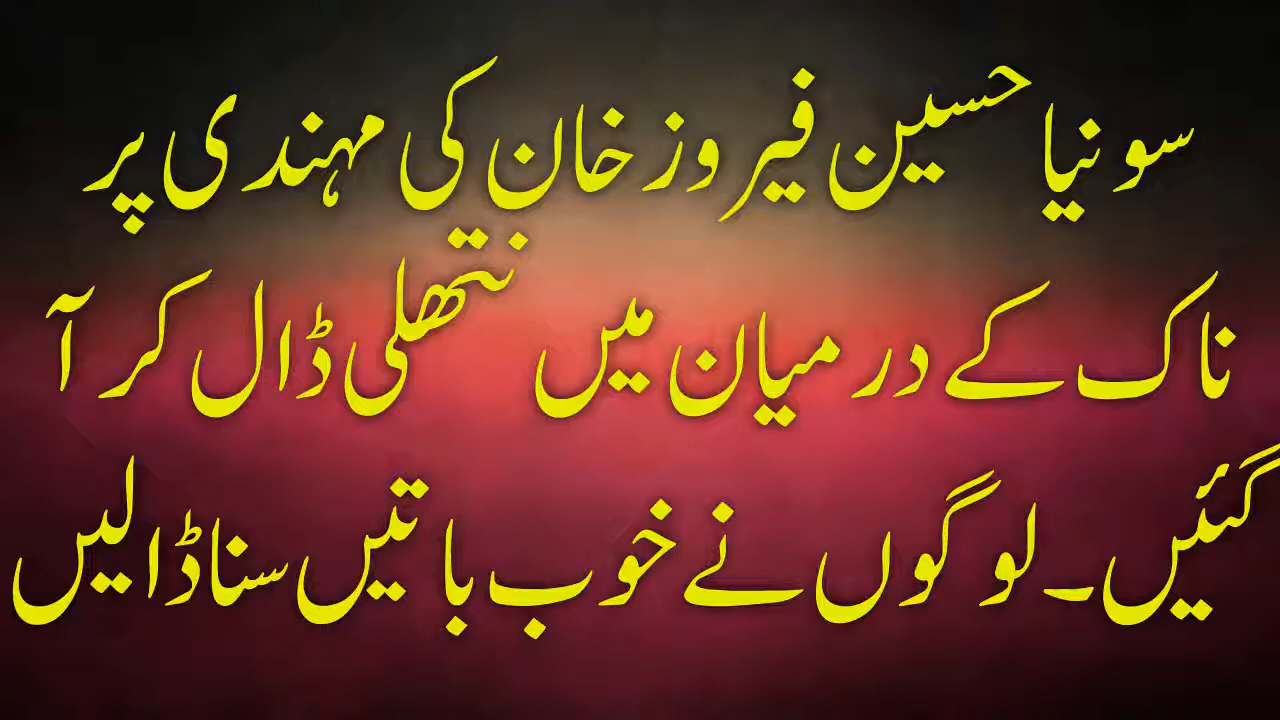 سونیا حسین فیروز خان کی مہندی پر
ناک کے درمیان میں نتھلی ڈال کر آ
گئیں۔ لوگوں نے خوب باتیں سنا ڈالیں